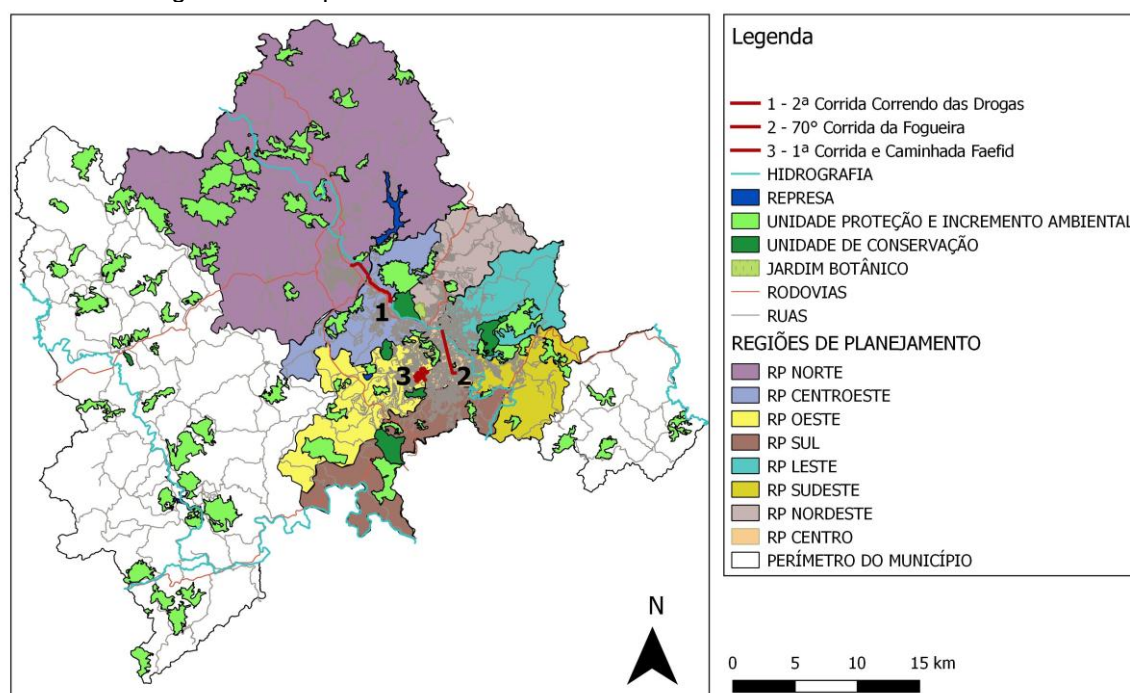 Legenda
1 - 2ª Corrida Correndo das Drogas
2 - 70° Corrida da Fogueira
3 - 1ª Corrida e Caminhada Faefid
HIDROGRAFIA
REPRESA
UNIDADE PROTEÇÃO E INCREMENTO AMBIENTAL
UNIDADE DE CONSERVAÇÃO
JARDIM BOTÂNICO
RODOVIAS
RUAS
REGIÕES DE PLANEJAMENTO
RP NORTE
RP CENTROESTE
RP OESTE
RP SUL
RP LESTE
RP SUDESTE
RP NORDESTE
RP CENTRO
PERÍMETRO DO MUNICÍPIO
1
3
2
N
0 5 10 15 km